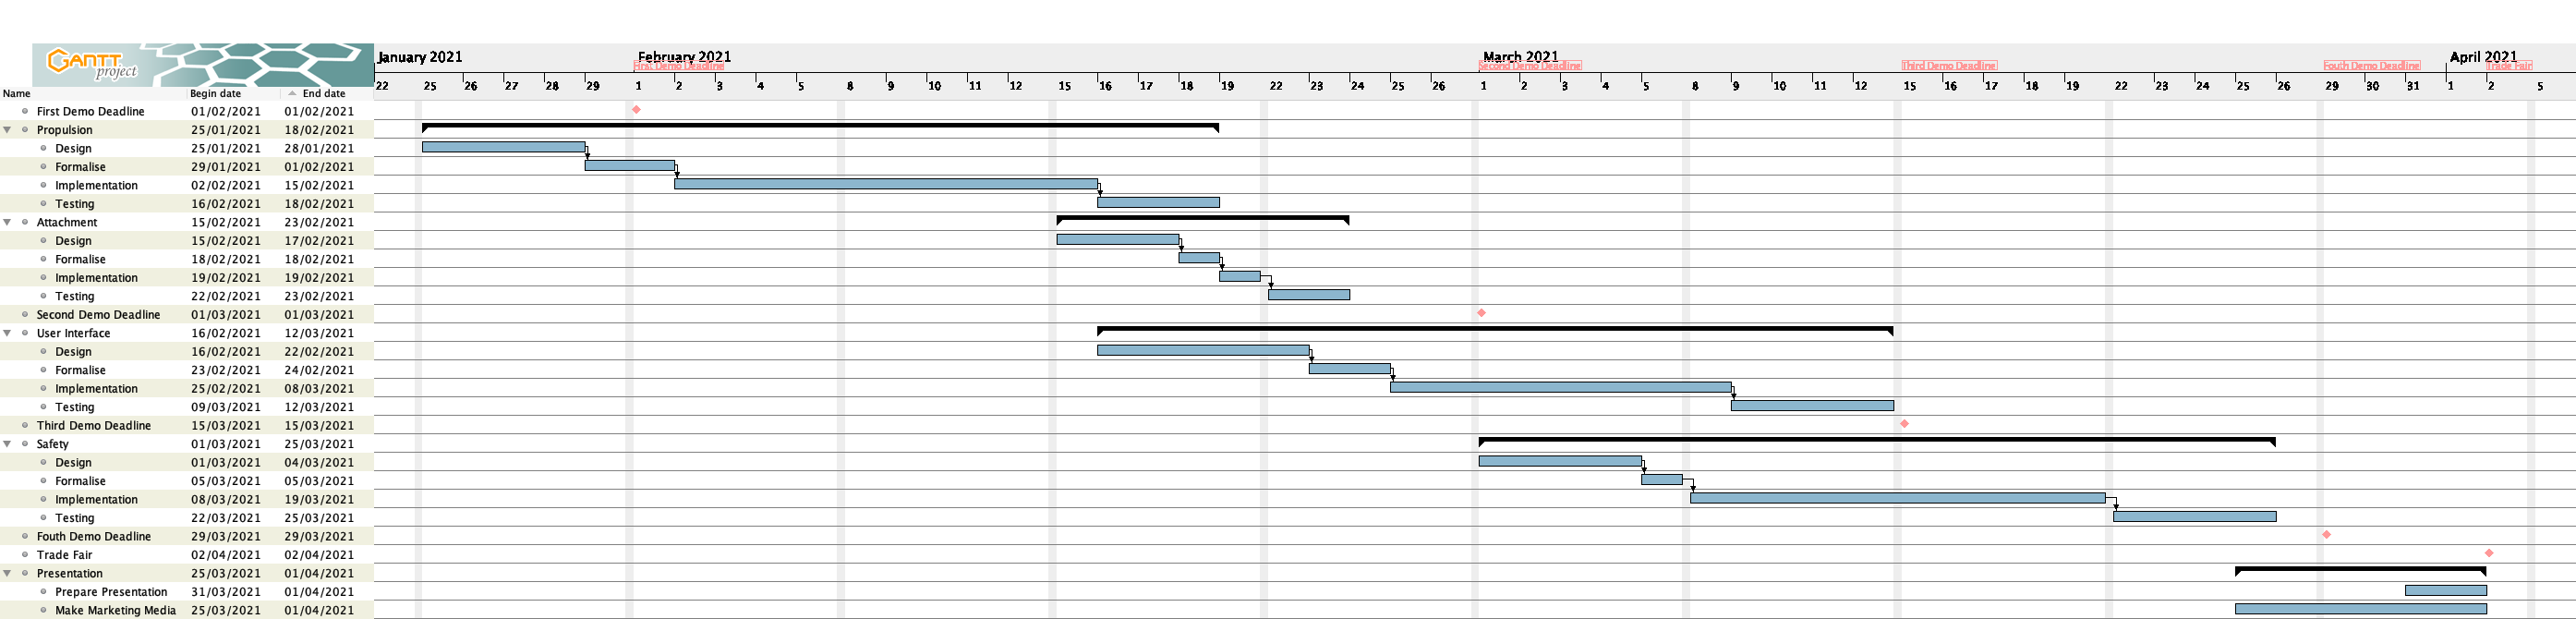 January 2021 February 2021 March 2021 April 2021
First Demo Deadline Second Demo Deadline Third Demo Deadline Fouth Demo Deadline Trade Fair
GANTT project
22 25 26 27 28 29 1 2 3 4 5 8 9 10 11 12 15 16 17 18 19 22 23 24 25 26 1 2 3 4 5 8 9 10 11 12 15 16 17 18 19 22 23 24 25 26 29 30 31 1 2 5
Name Begin date End date
First Demo Deadline 01/02/2021 01/02/2021
Propulsion 25/01/2021 18/02/2021
Design 25/01/2021 28/01/2021
Formalise 29/01/2021 01/02/2021
Implementation 02/02/2021 15/02/2021
Testing 16/02/2021 18/02/2021
Attachment 15/02/2021 23/02/2021
Design 15/02/2021 17/02/2021
Formalise 18/02/2021 18/02/2021
Implementation 19/02/2021 19/02/2021
Testing 22/02/2021 23/02/2021
Second Demo Deadline 01/03/2021 01/03/2021
User Interface 16/02/2021 12/03/2021
Design 16/02/2021 22/02/2021
Formalise 23/02/2021 24/02/2021
Implementation 25/02/2021 08/03/2021
Testing 09/03/2021 12/03/2021
Third Demo Deadline 15/03/2021 15/03/2021
Safety 01/03/2021 25/03/2021
Design 01/03/2021 04/03/2021
Formalise 05/03/2021 05/03/2021
Implementation 08/03/2021 19/03/2021
Testing 22/03/2021 25/03/2021
Fouth Demo Deadline 29/03/2021 29/03/2021
Trade Fair 02/04/2021 02/04/2021
Presentation 25/03/2021 01/04/2021
Prepare Presentation 31/03/2021 01/04/2021
Make Marketing Media 25/03/2021 01/04/2021